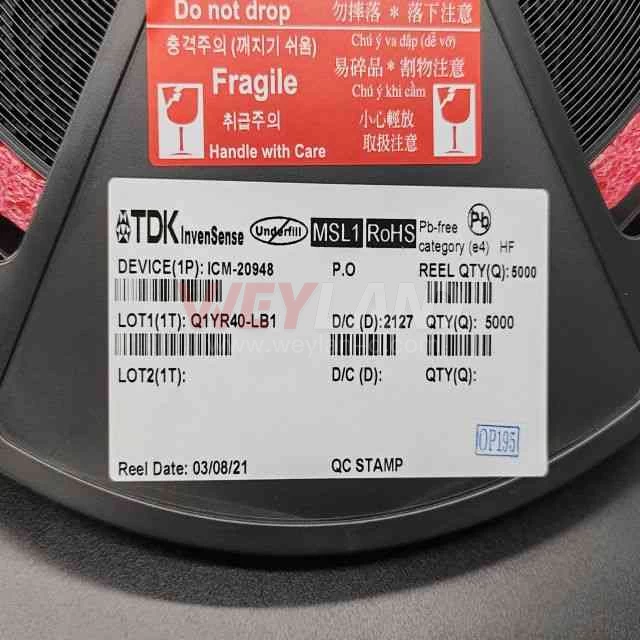 Do not drop
勿摔落 * 落下注意
충격주의 (깨지기 쉬움)
Chú ý va đập (dễ vỡ)
Fragile
易碎品 * 割物注意
Chú ý khi cầm
취급주의
小心輕放
取扱注意
Handle with Care
TDK InvenSense
Underfill
MSL1
RoHS
Pb-free
category (e4) HF
Pb
DEVICE(1P): ICM-20948
P.O
REEL QTY(Q): 5000
WEYLAN
LOT1(1T): Q1YR40-LB1
D/C (D):2127
QTY(Q): 5000
LOT2(1T):
D/C (D):
QTY(Q):
OP195
Reel Date: 03/08/21
QC STAMP